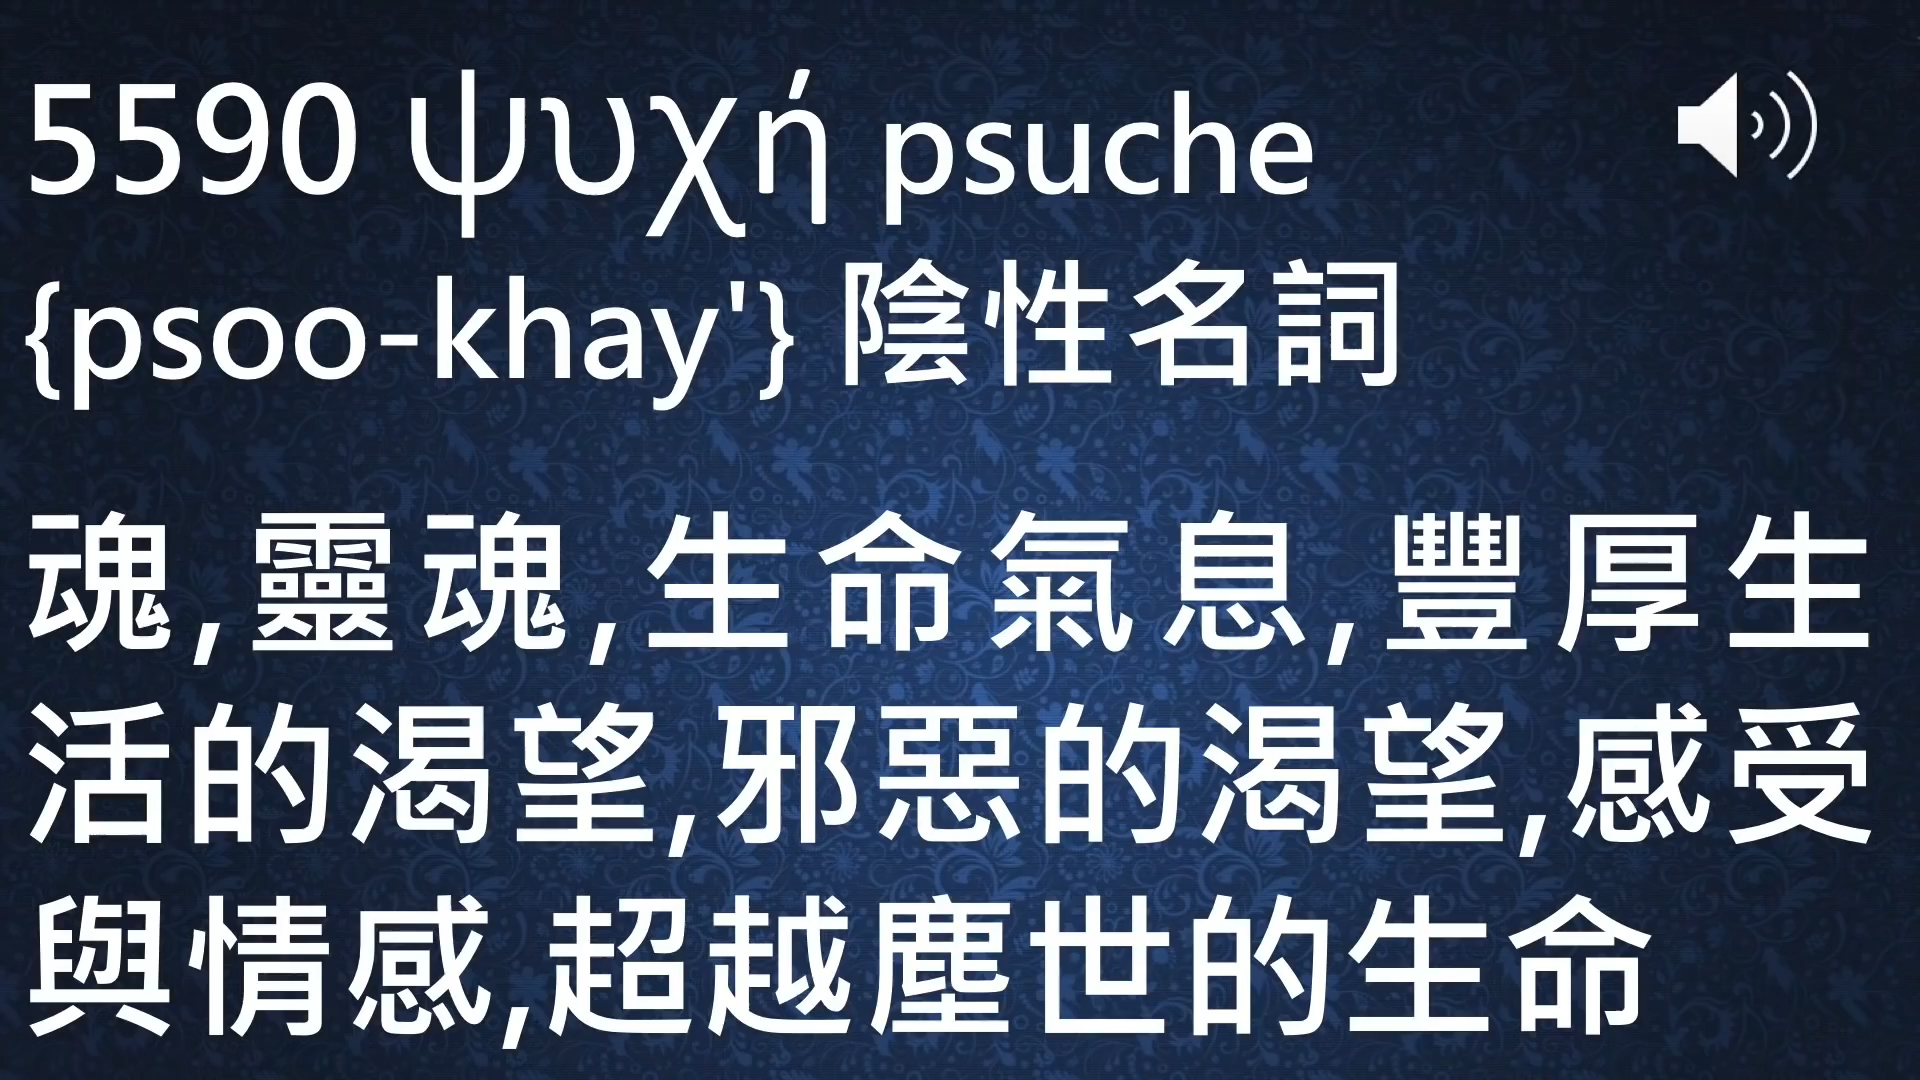 5590 ψυχή psuche
{psoo-khay'} 陰性名詞
魂,靈魂,生命氣息,豐厚生
活的渴望,邪惡的渴望,感受
與情感,超越塵世的生命